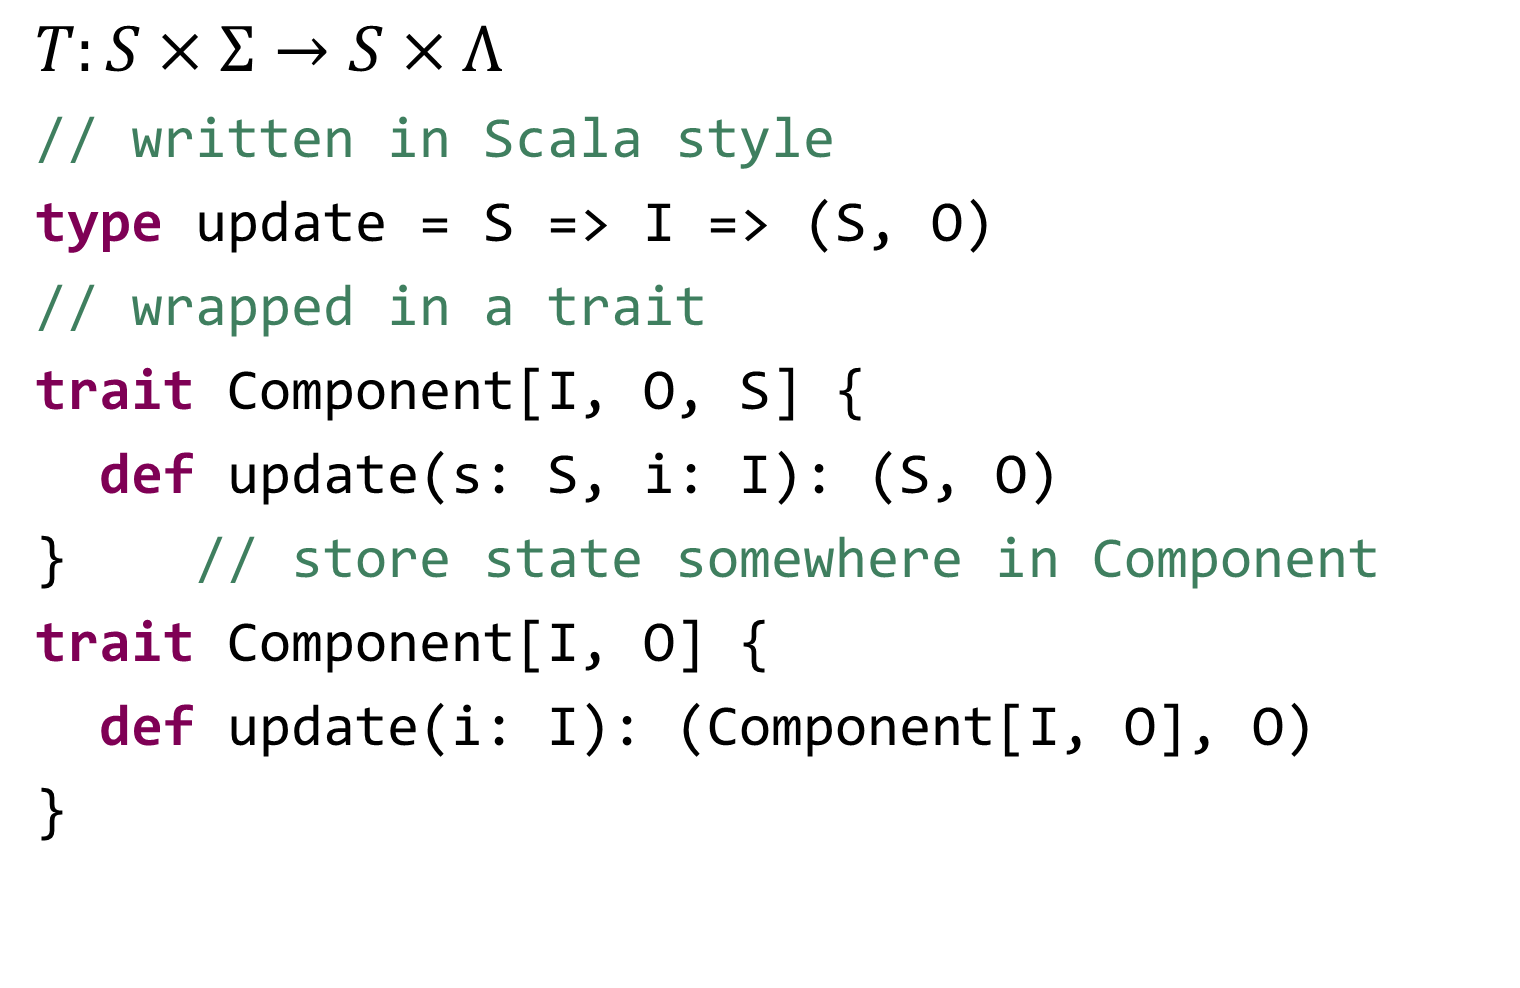 T: S × Σ → S × Λ
// written in Scala style
type update = S => I => (S, O)
// wrapped in a trait
trait Component[I, O, S] {
  def update(s: S, i: I): (S, O)
}    // store state somewhere in Component
trait Component[I, O] {
  def update(i: I): (Component[I, O], O)
}